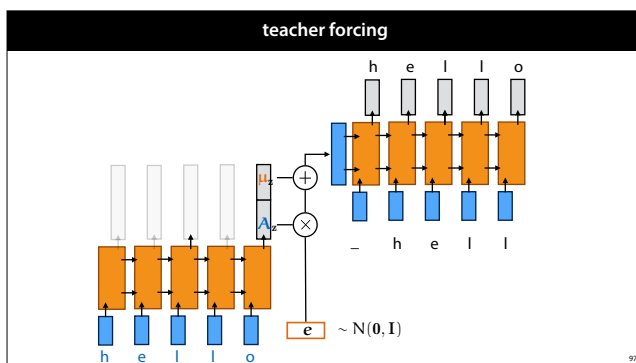 teacher forcing
h e l l o
μz
Az
_ h e l l
e ∼ N(0, I)
h e l l o
97